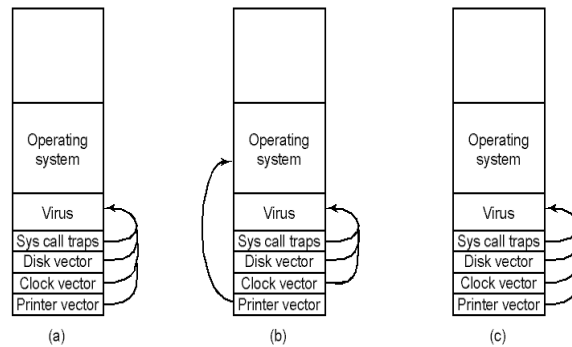 Operating
system
Virus
Sys call traps
Disk vector
Clock vector
Printer vector
(a)
Operating
system
Virus
Sys call traps
Disk vector
Clock vector
Printer vector
(b)
Operating
system
Virus
Sys call traps
Disk vector
Clock vector
Printer vector
(c)